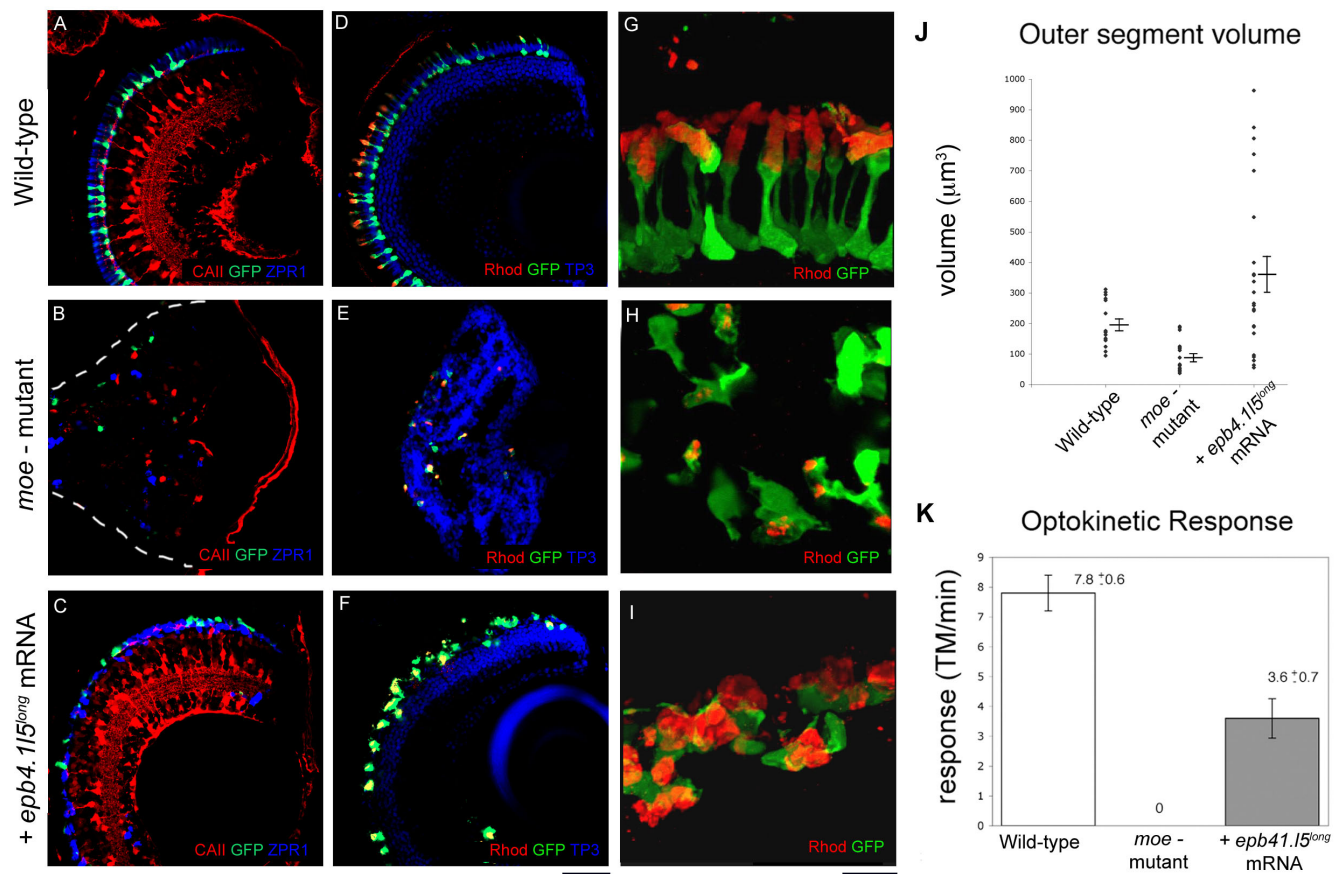 Wild-type
A
CAII GFP ZPR1
D
Rhod GFP TP3
G
Rhod GFP
moe - mutant
B
CAII GFP ZPR1
E
Rhod GFP TP3
H
Rhod GFP
+ epb4.1l5long mRNA
C
CAII GFP ZPR1
F
Rhod GFP TP3
I
Rhod GFP
J
Outer segment volume
volume (µm3)
1000
900
800
700
600
500
400
300
200
100
0
Wild-type
moe -
mutant
+ epb4.1l5long
mRNA
K
Optokinetic Response
response (TM/min)
9
8
7
6
5
4
3
2
1
0
7.8 ±0.6
0
3.6 ±0.7
Wild-type
moe -
mutant
+ epb41.l5long
mRNA